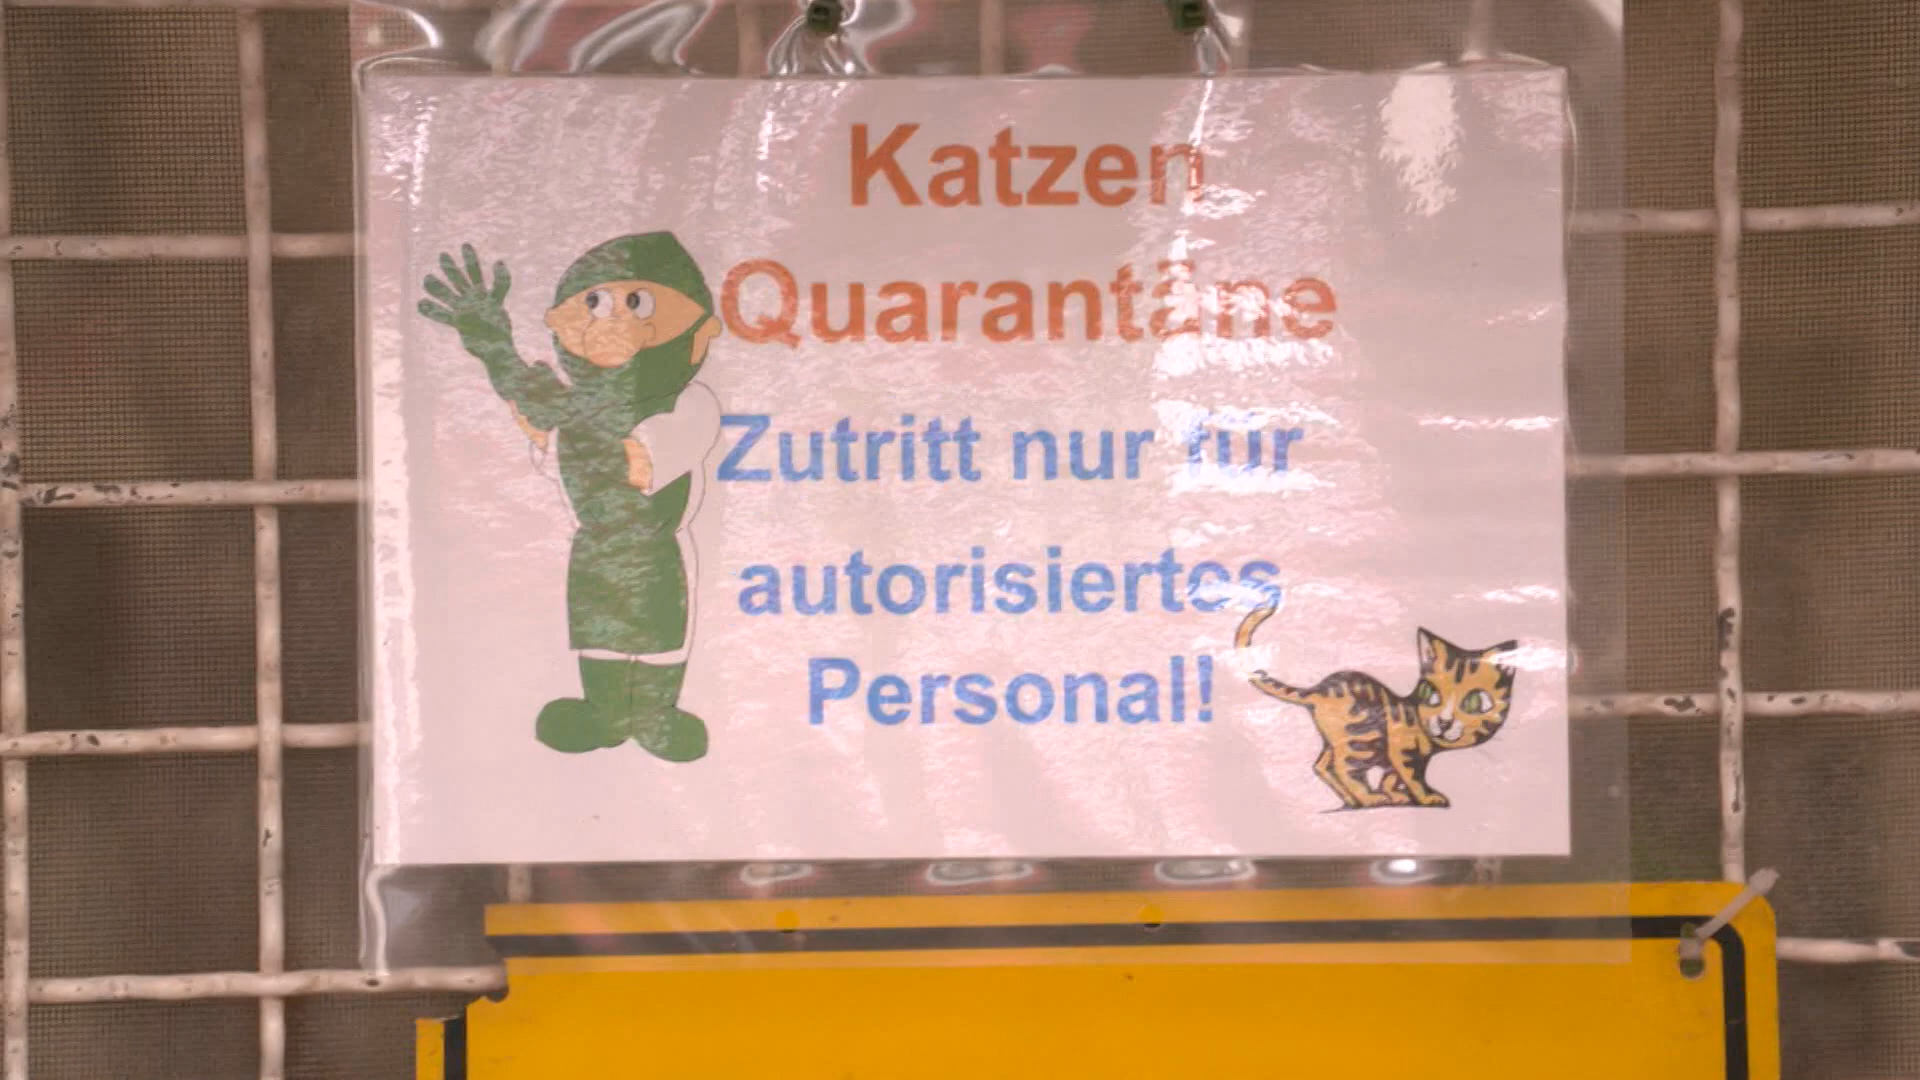 Katzen
Quarantäne
Zutritt nur für
autorisiertes
Personal!